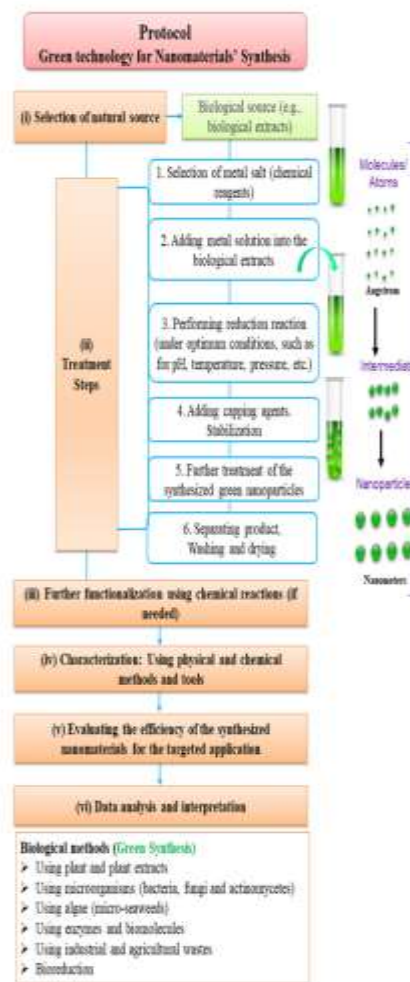 Protocol
Green technology for Nanomaterials' Synthesis
(i) Selection of natural source
Biological source (e.g.,
biological extracts)
(ii)
Treatment
Steps
1. Selection of metal salt (chemical
reagents)
2. Adding metal solution into the
biological extracts
3. Performing reduction reaction
(under optimum conditions, such as
for pH, temperature, pressure, etc.)
4. Adding capping agents.
Stabilization
5. Further treatment of the
synthesized green nanoparticles
6. Separating product,
Washing and drying
Molecules/
Atoms
Angstrom
Intermediet
Nanoparticle
Nanometers
(iii) Further functionalization using chemical reactions (if
needed)
(iv) Characterization: Using physical and chemical
methods and tools
(v) Evaluating the efficiency of the synthesized
nanomaterials for the targeted application
(vi) Data analysis and interpretation
Biological methods (Green Synthesis)
➢ Using plant and plant extracts
➢ Using microorganisms (bacteria, fungi and actinomycetes)
➢ Using algae (micro-seaweeds)
➢ Using enzymes and biomolecules
➢ Using industrial and agricultural wastes
➢ Bioreduction